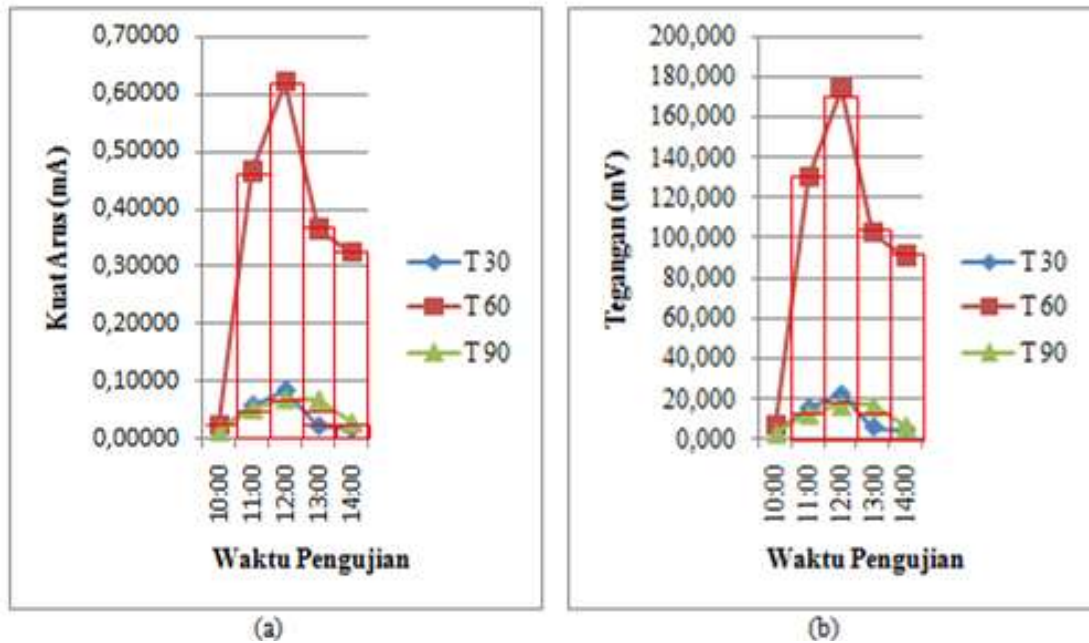 0,70000
0,60000
0,50000
0,40000
0,30000
0,20000
0,10000
0,00000
Kuat Arus (mA)
10:00
11:00
12:00
13:00
14:00
Waktu Pengujian
T 30
T 60
T 90
(a)
200,000
180,000
160,000
140,000
120,000
100,000
80,000
60,000
40,000
20,000
0,000
Tegangan (mV)
10:00
11:00
12:00
13:00
14:00
Waktu Pengujian
T 30
T 60
T 90
(b)